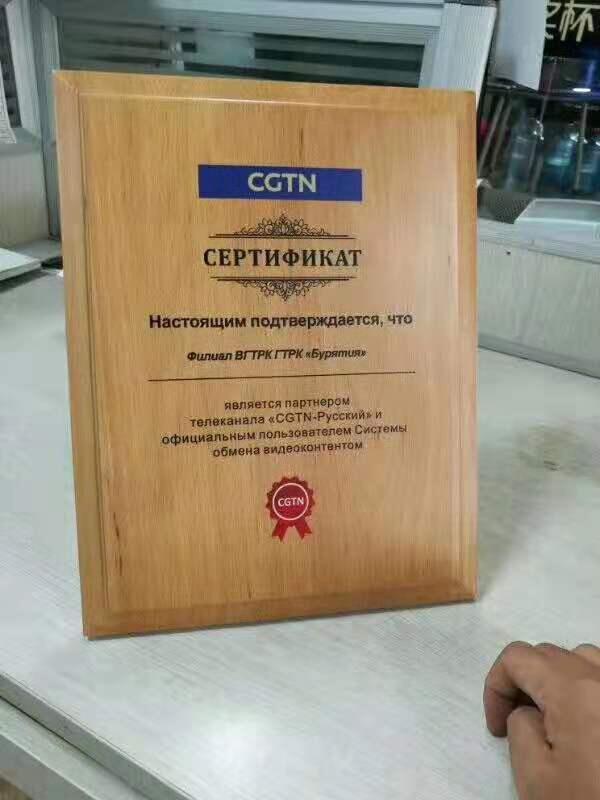 杯
CGTN
СЕРТИФИКАТ
Настоящим подтверждается, что
Филиал ВГТРК ГТРК «Бурятия»
является партнером
телеканала «CGTN-Русский» и
официальным пользователем Системы
обмена видеоконтентом
CGTN